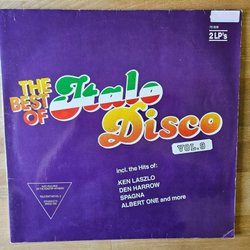 2 LP's
THE
BEST
OF
Italo
Disco
VOL. 9
incl. the Hits of:
KEN LASZLO
DEN HARROW
SPAGNA
ALBERT ONE and more